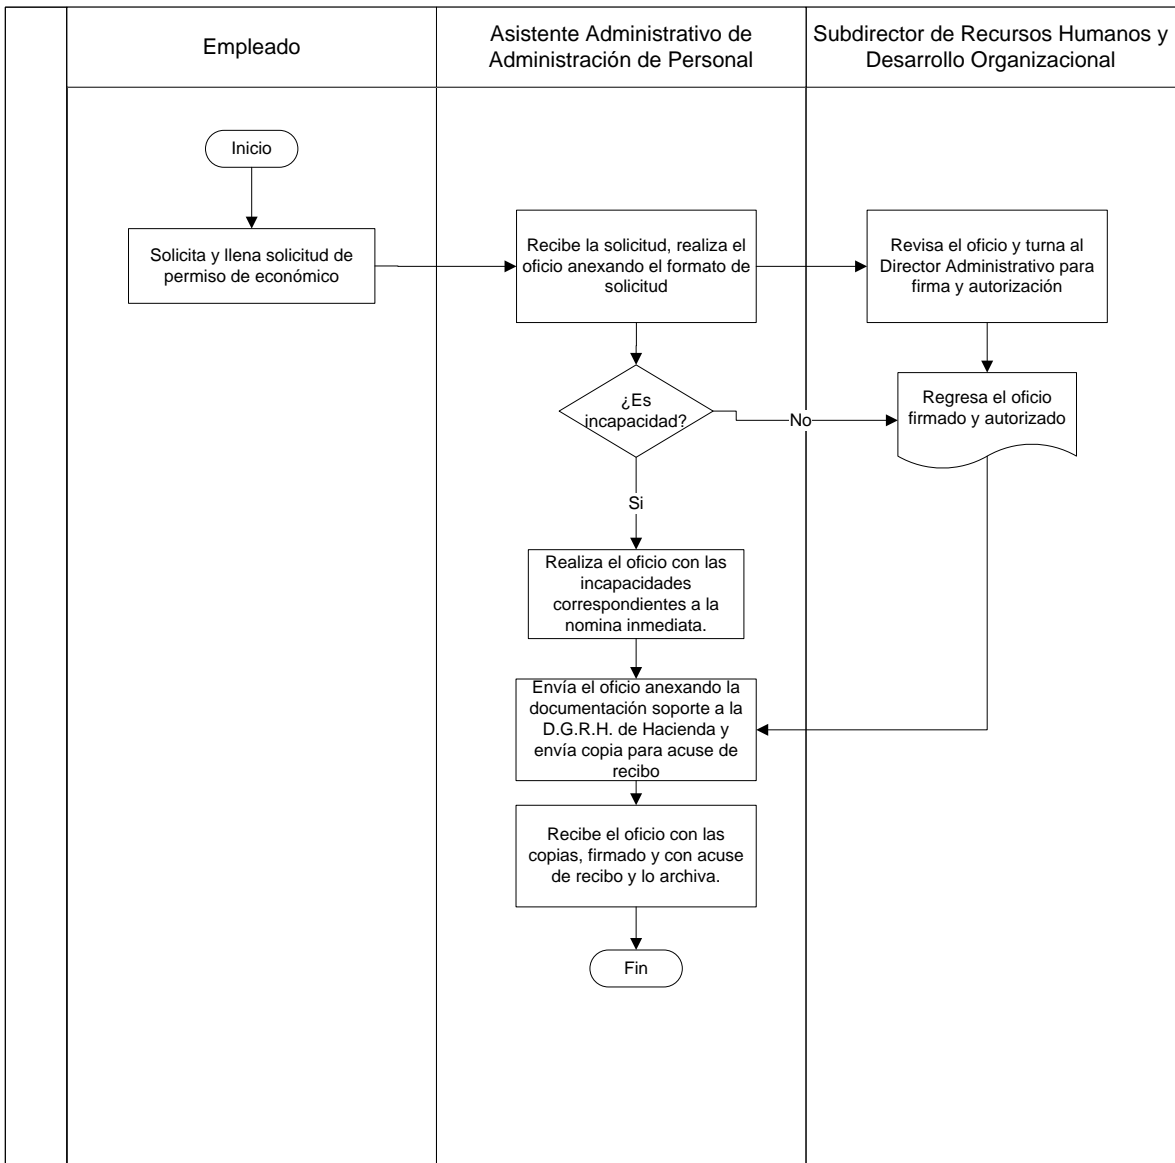 Empleado
Asistente Administrativo de
Administración de Personal
Subdirector de Recursos Humanos y
Desarrollo Organizacional
Inicio
Solicita y llena solicitud de
permiso de económico
Recibe la solicitud, realiza el
oficio anexando el formato de
solicitud
Revisa el oficio y turna al
Director Administrativo para
firma y autorización
¿Es
incapacidad?
No
Regresa el oficio
firmado y autorizado
Si
Realiza el oficio con las
incapacidades
correspondientes a la
nomina inmediata.
Envía el oficio anexando la
documentación soporte a la
D.G.R.H. de Hacienda y
envía copia para acuse de
recibo
Recibe el oficio con las
copias, firmado y con acuse
de recibo y lo archiva.
Fin